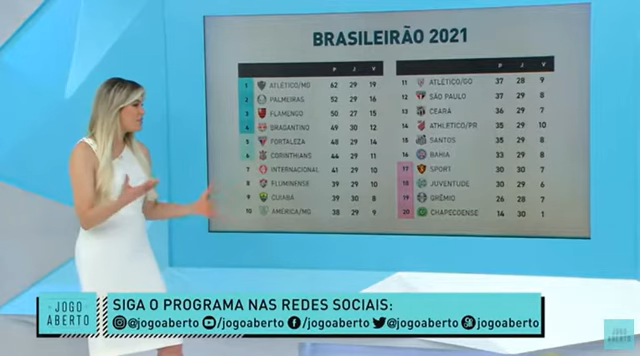 BRASILEIRÃO 2021
P J V
1 ATLÉTICO/MG 62 29 19
2 PALMEIRAS 52 29 16
3 FLAMENGO 50 27 15
4 BRAGANTINO 49 30 12
5 FORTALEZA 48 29 14
6 CORINTHIANS 44 29 11
7 INTERNACIONAL 41 29 10
8 FLUMINENSE 39 29 10
9 CUIABÁ 39 30 8
10 AMÉRICA/MG 38 29 9
P J V
11 ATLÉTICO/GO 37 28 9
12 SÃO PAULO 37 29 8
13 CEARÁ 36 29 7
14 ATHLETICO/PR 35 29 10
15 SANTOS 35 29 8
16 BAHIA 33 29 8
17 SPORT 30 30 7
18 JUVENTUDE 30 29 6
19 GRÊMIO 26 28 7
20 CHAPECOENSE 14 30 1
JOGO
ABERTO
SIGA O PROGRAMA NAS REDES SOCIAIS:
@jogoaberto /jogoaberto /jogoaberto @jogoaberto jogoaberto
JOGO
ABERTO